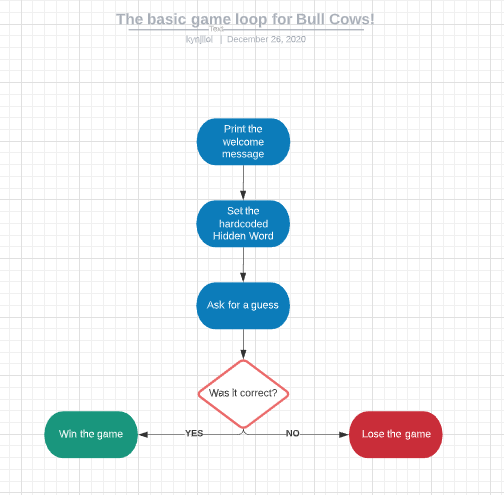 The basic game loop for Bull Cows!
Text
| December 26, 2020
Print the
welcome
message
Set the
hardcoded
Hidden Word
Ask for a guess
Was it correct?
YES
NO
Win the game
Lose the game